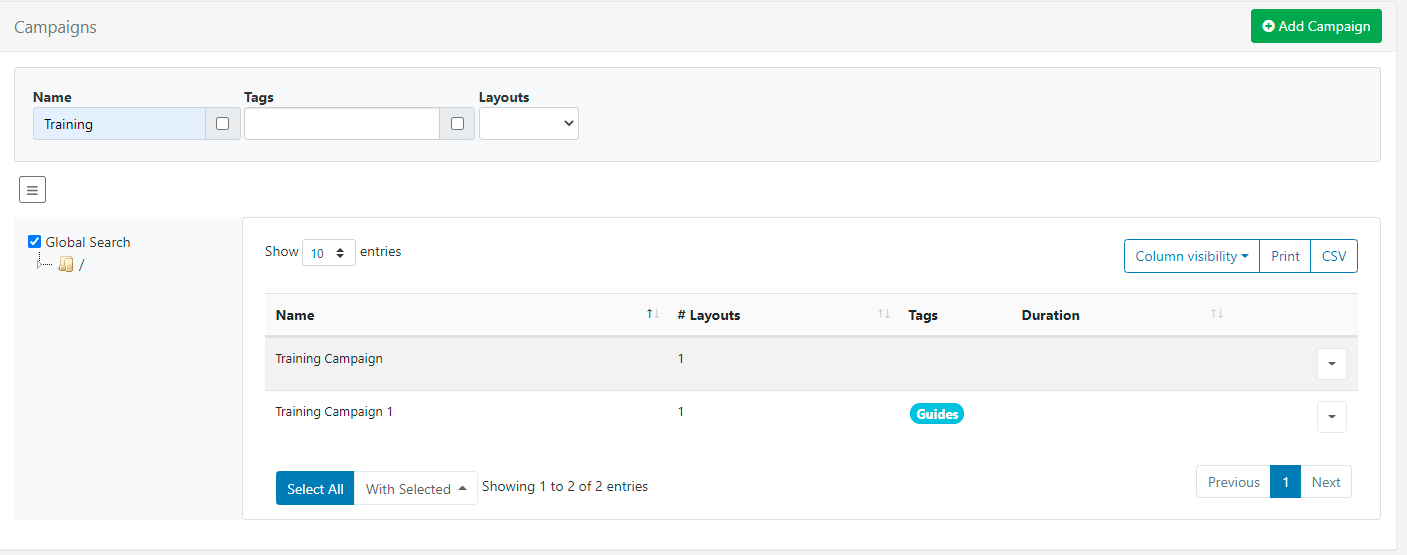 Campaigns
Add Campaign
Name Tags Layouts
Training
Global Search
/
Show 10 entries
Column visibility Print CSV
Name # Layouts Tags Duration
Training Campaign 1
Training Campaign 1 1 Guides
Select All With Selected Showing 1 to 2 of 2 entries
Previous 1 Next